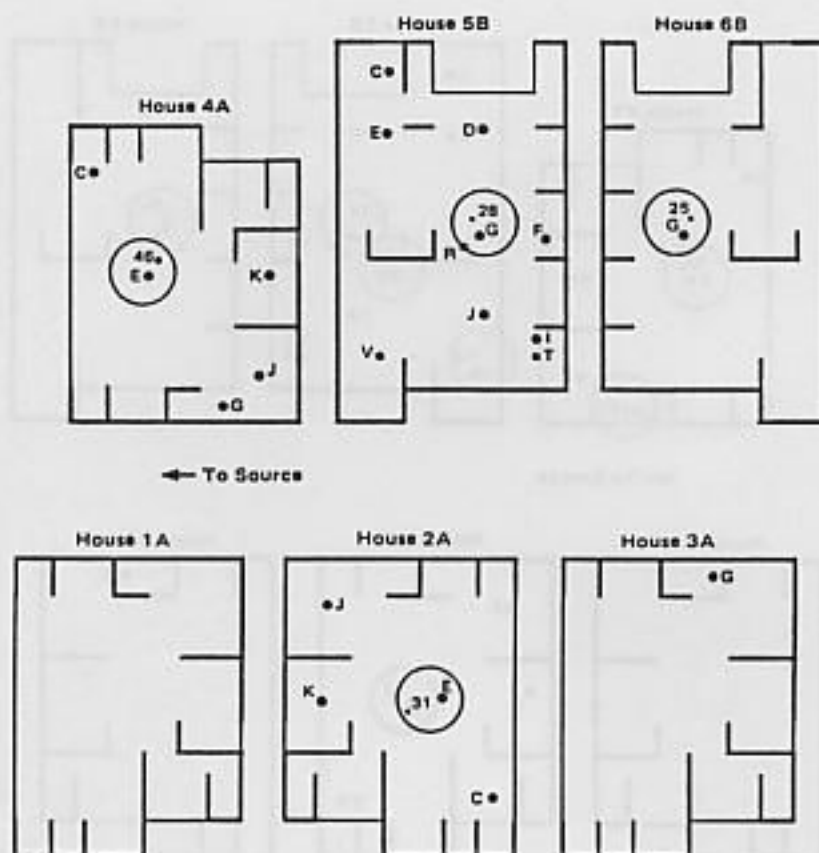 House 5B
House 6B
House 4A
C
E
D
C
28
G
F
R
25
G
46
E
K
J
V
I
T
J
G
← To Source
House 1A
House 2A
House 3A
J
G
K
E
31
C